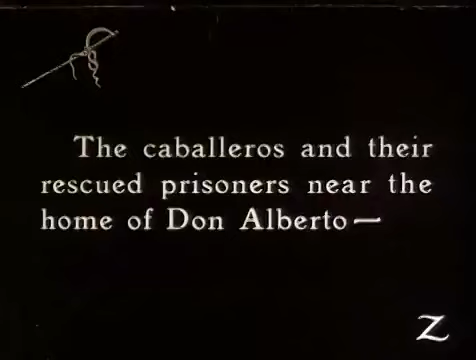 The caballeros and their
rescued prisoners near the
home of Don Alberto—
Z